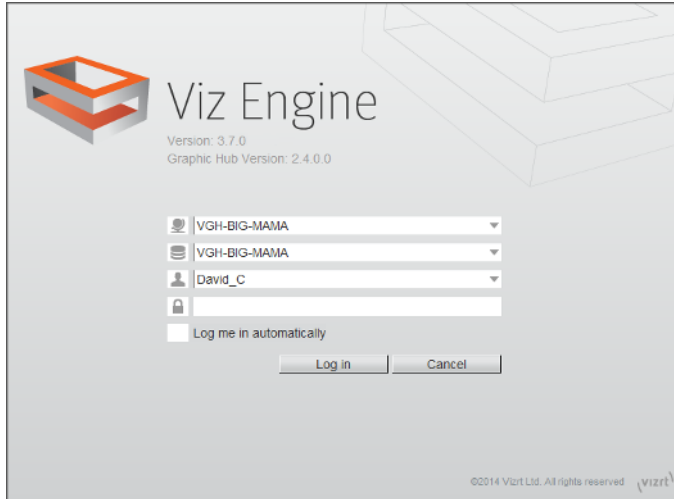 Viz Engine
Version: 3.7.0
Graphic Hub Version: 2.4.0.0
VGH-BIG-MAMA
VGH-BIG-MAMA
David_C
Log me in automatically
Log in Cancel
©2014 Vizrt Ltd. All rights reserved (vizrt)